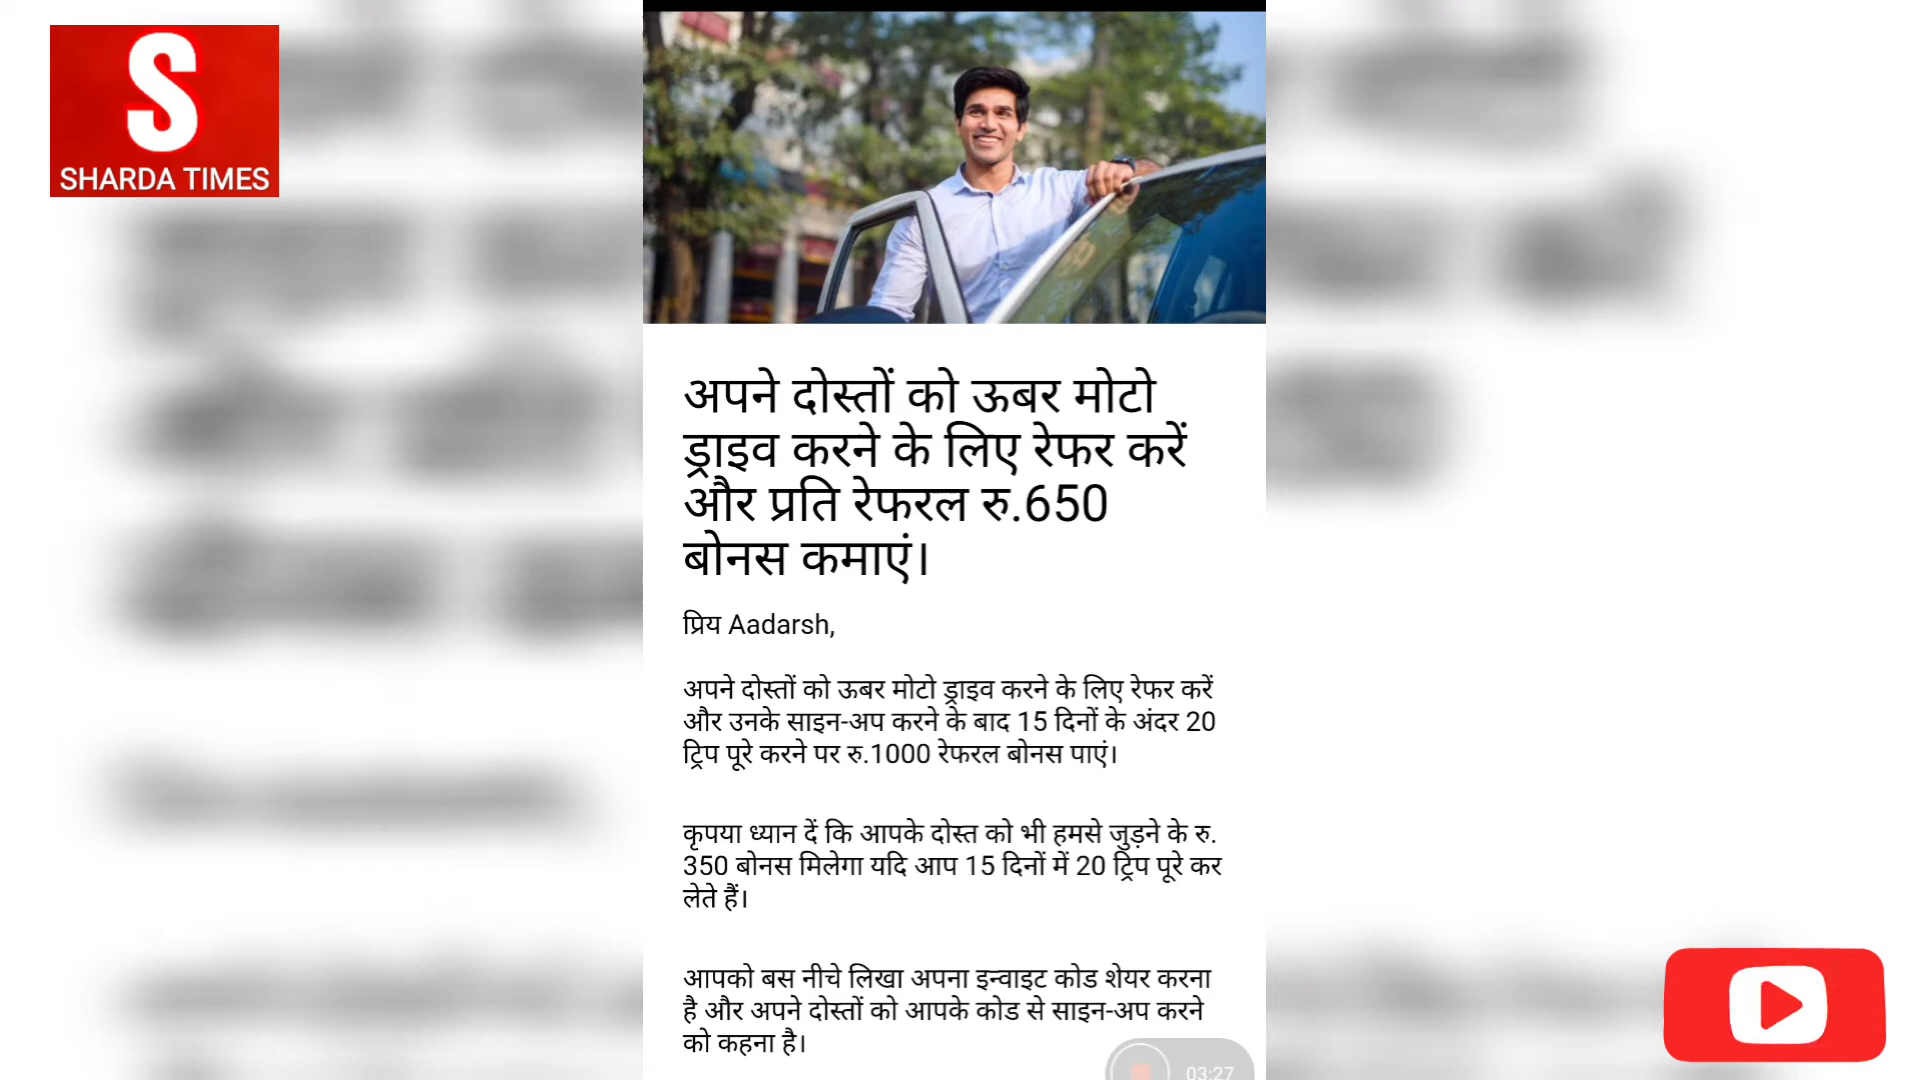 S
SHARDA TIMES
अपने दोस्तों को ऊबर मोटो
ड्राइव करने के लिए रेफर करें
और प्रति रेफरल रु.650
बोनस कमाएं।
प्रिय Aadarsh,
अपने दोस्तों को ऊबर मोटो ड्राइव करने के लिए रेफर करें
और उनके साइन-अप करने के बाद 15 दिनों के अंदर 20
ट्रिप पूरे करने पर रु.1000 रेफरल बोनस पाएं।
कृपया ध्यान दें कि आपके दोस्त को भी हमसे जुड़ने के रु.
350 बोनस मिलेगा यदि आप 15 दिनों में 20 ट्रिप पूरे कर
लेते हैं।
आपको बस नीचे लिखा अपना इन्वाइट कोड शेयर करना
है और अपने दोस्तों को आपके कोड से साइन-अप करने
को कहना है।
03:27